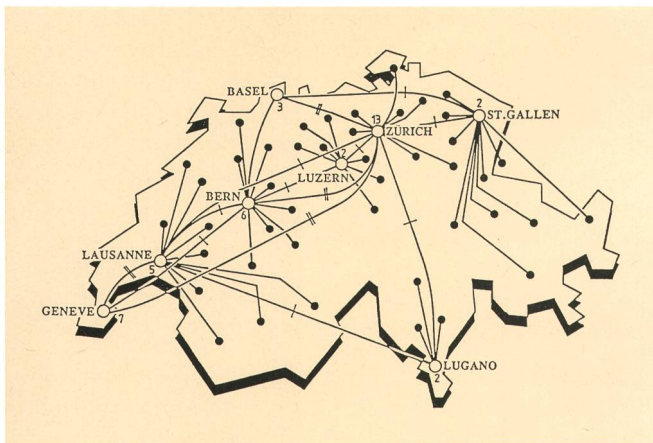 BASEL
3
2
ST.GALLEN
13
ZÜRICH
2
LUZERN
BERN
6
LAUSANNE
5
GENEVE
7
LUGANO
2